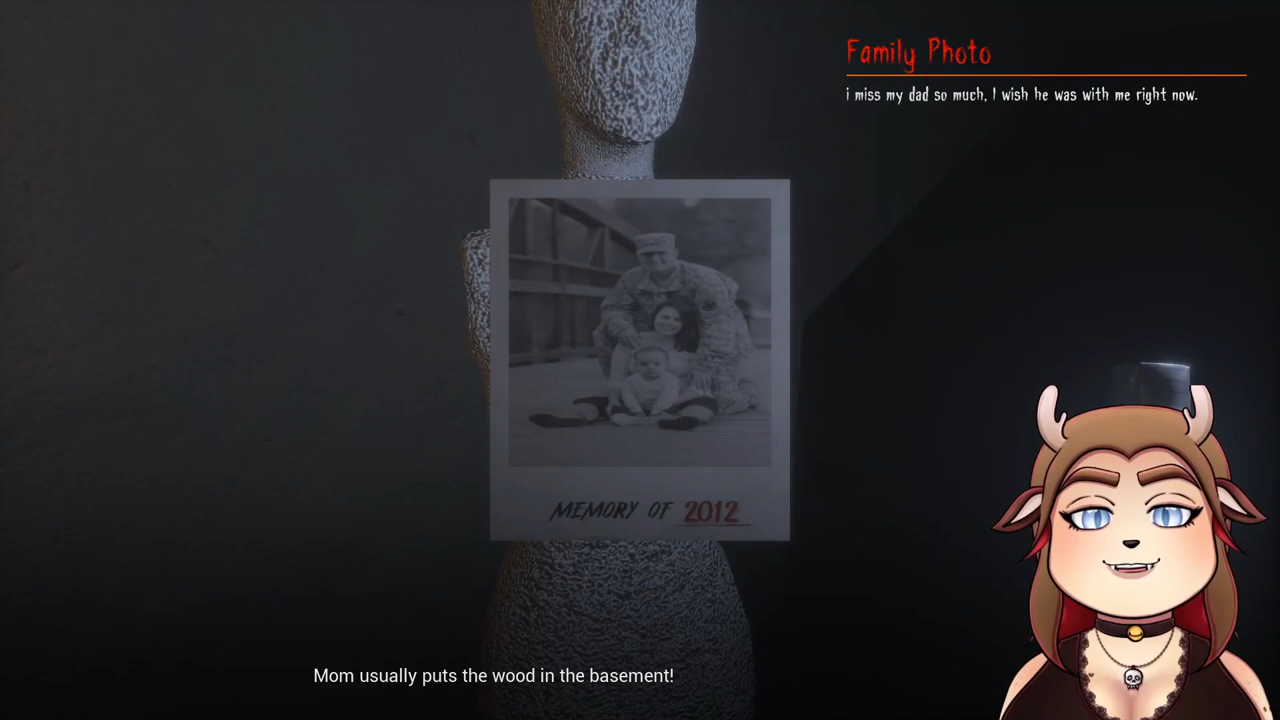 Family Photo
i miss my dad so much, I wish he was with me right now.
MEMORY OF 2012
Mom usually puts the wood in the basement!